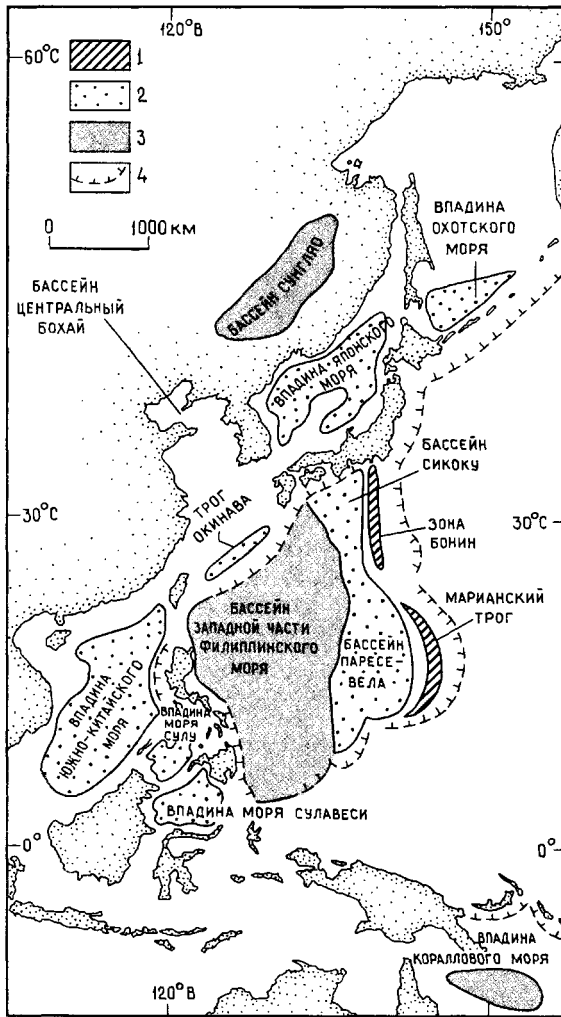 120°В
150°
60°С
1
2
3
4
0 1000 КМ
ВПАДИНА
ОХОТСКОГО
МОРЯ
БАССЕЙН СУНГЛЯО
БАССЕЙН
ЦЕНТРАЛЬНЫЙ
БОХАЙ
ВПАДИНА ЯПОНСКОГО
МОРЯ
БАССЕЙН
СИКОКУ
30°С
30°С
ТРОГ
ОКИНАВА
ЗОНА
БОНИН
МАРИАНСКИЙ
ТРОГ
БАССЕЙН
ЗАПАДНОЙ ЧАСТИ
ФИЛИППИНСКОГО
МОРЯ
БАССЕЙН
ПАРЕСЕ-
ВЕЛА
ВПАДИНА
ЮЖНО-КИТАЙСКОГО
МОРЯ
ВПАДИНА
МОРЯ
СУЛУ
ВПАДИНА МОРЯ СУЛАВЕСИ
0°
0°
ВПАДИНА
КОРАЛЛОВОГО МОРЯ
120°В
150°